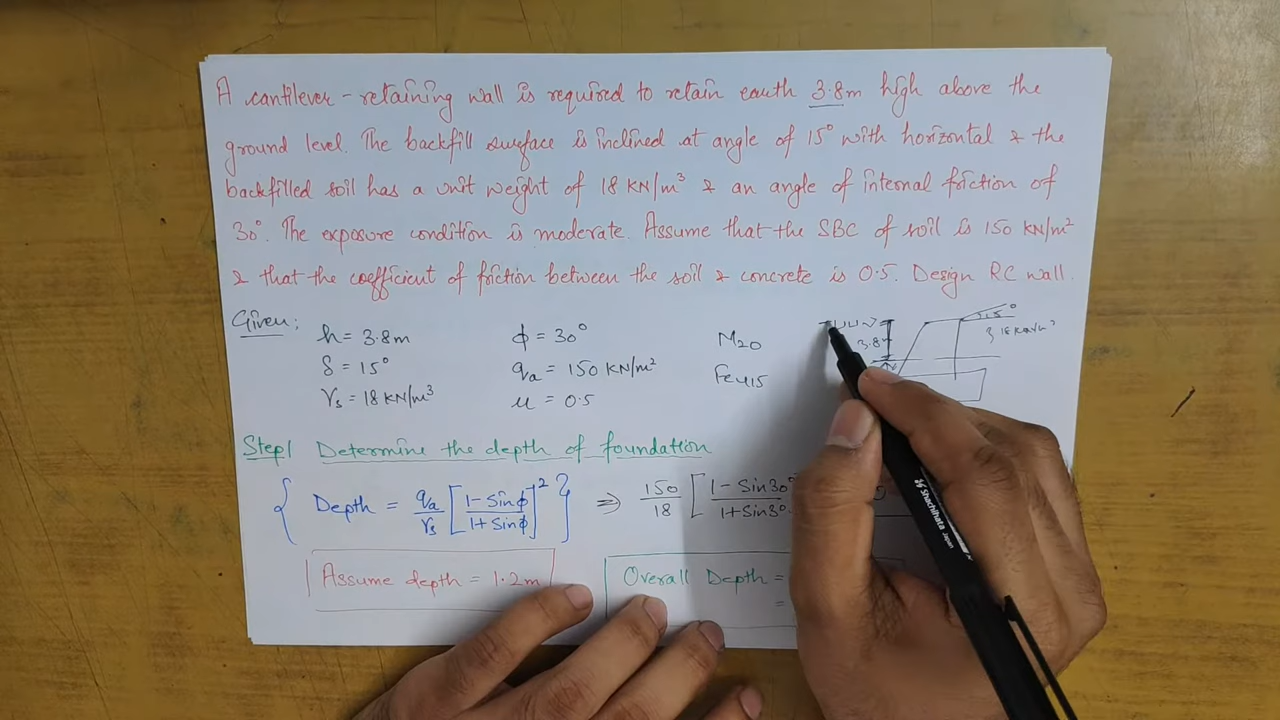 A cantilever-retaining wall is required to retain earth 3.8m high above the
ground level. The backfill surface is inclined at angle of 15° with horizontal & the
backfilled soil has a unit weight of 18 KN/m³ & an angle of internal friction of
30°. The exposure condition is moderate. Assume that the SBC of soil is 150 KN/m²
& that the coefficient of friction between the soil & concrete is 0.5. Design RC wall.
Given:
h = 3.8m
ϕ = 30°
M20
δ = 15°
qa = 150 KN/m²
Fe415
γs = 18 KN/m³
μ = 0.5
3.8
15°
Step1 Determine the depth of foundation
{ Depth = qa/γs [1 - Sinϕ / 1 + Sinϕ]² } ⇒ 150/18 [1 - Sin30° / 1 + Sin30
Assume depth = 1.2m
Overall Depth =
=
Shachihata Japan